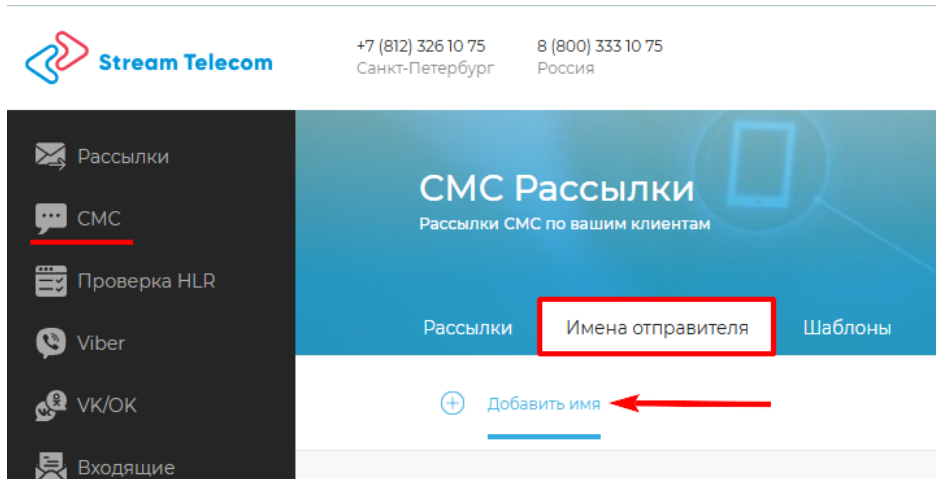 Stream Telecom
+7 (812) 326 10 75
Санкт-Петербург
8 (800) 333 10 75
Россия
Рассылки
СМС
Проверка HLR
Viber
VK/OK
Входящие
СМС Рассылки
Рассылки СМС по вашим клиентам
Рассылки
Имена отправителя
Шаблоны
Добавить имя